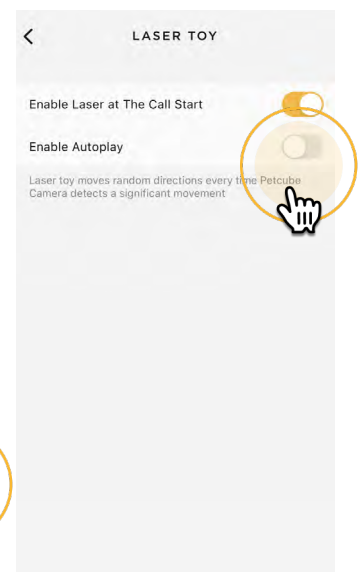 LASER TOY
Enable Laser at The Call Start
Enable Autoplay
Laser toy moves random directions every time Petcube
Camera detects a significant movement